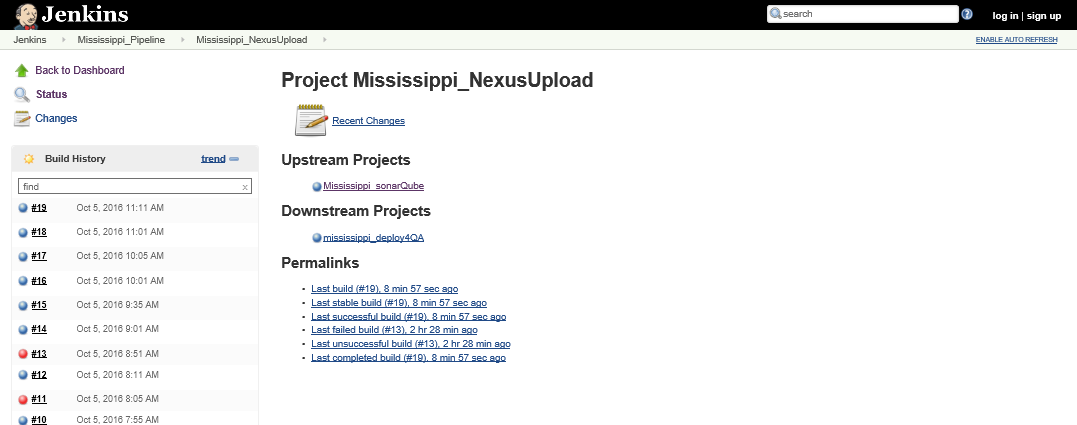 Jenkins
search
log in | sign up
Jenkins Mississippi_Pipeline Mississippi_NexusUpload
ENABLE AUTO REFRESH
Back to Dashboard
Status
Changes
Build History trend
find x
#19 Oct 5, 2016 11:11 AM
#18 Oct 5, 2016 11:01 AM
#17 Oct 5, 2016 10:05 AM
#16 Oct 5, 2016 10:01 AM
#15 Oct 5, 2016 9:35 AM
#14 Oct 5, 2016 9:01 AM
#13 Oct 5, 2016 8:51 AM
#12 Oct 5, 2016 8:11 AM
#11 Oct 5, 2016 8:05 AM
#10 Oct 5, 2016 7:55 AM
Project Mississippi_NexusUpload
Recent Changes
Upstream Projects
Mississippi_sonarQube
Downstream Projects
mississippi_deploy4QA
Permalinks
Last build (#19), 8 min 57 sec ago
Last stable build (#19), 8 min 57 sec ago
Last successful build (#19), 8 min 57 sec ago
Last failed build (#13), 2 hr 28 min ago
Last unsuccessful build (#13), 2 hr 28 min ago
Last completed build (#19), 8 min 57 sec ago